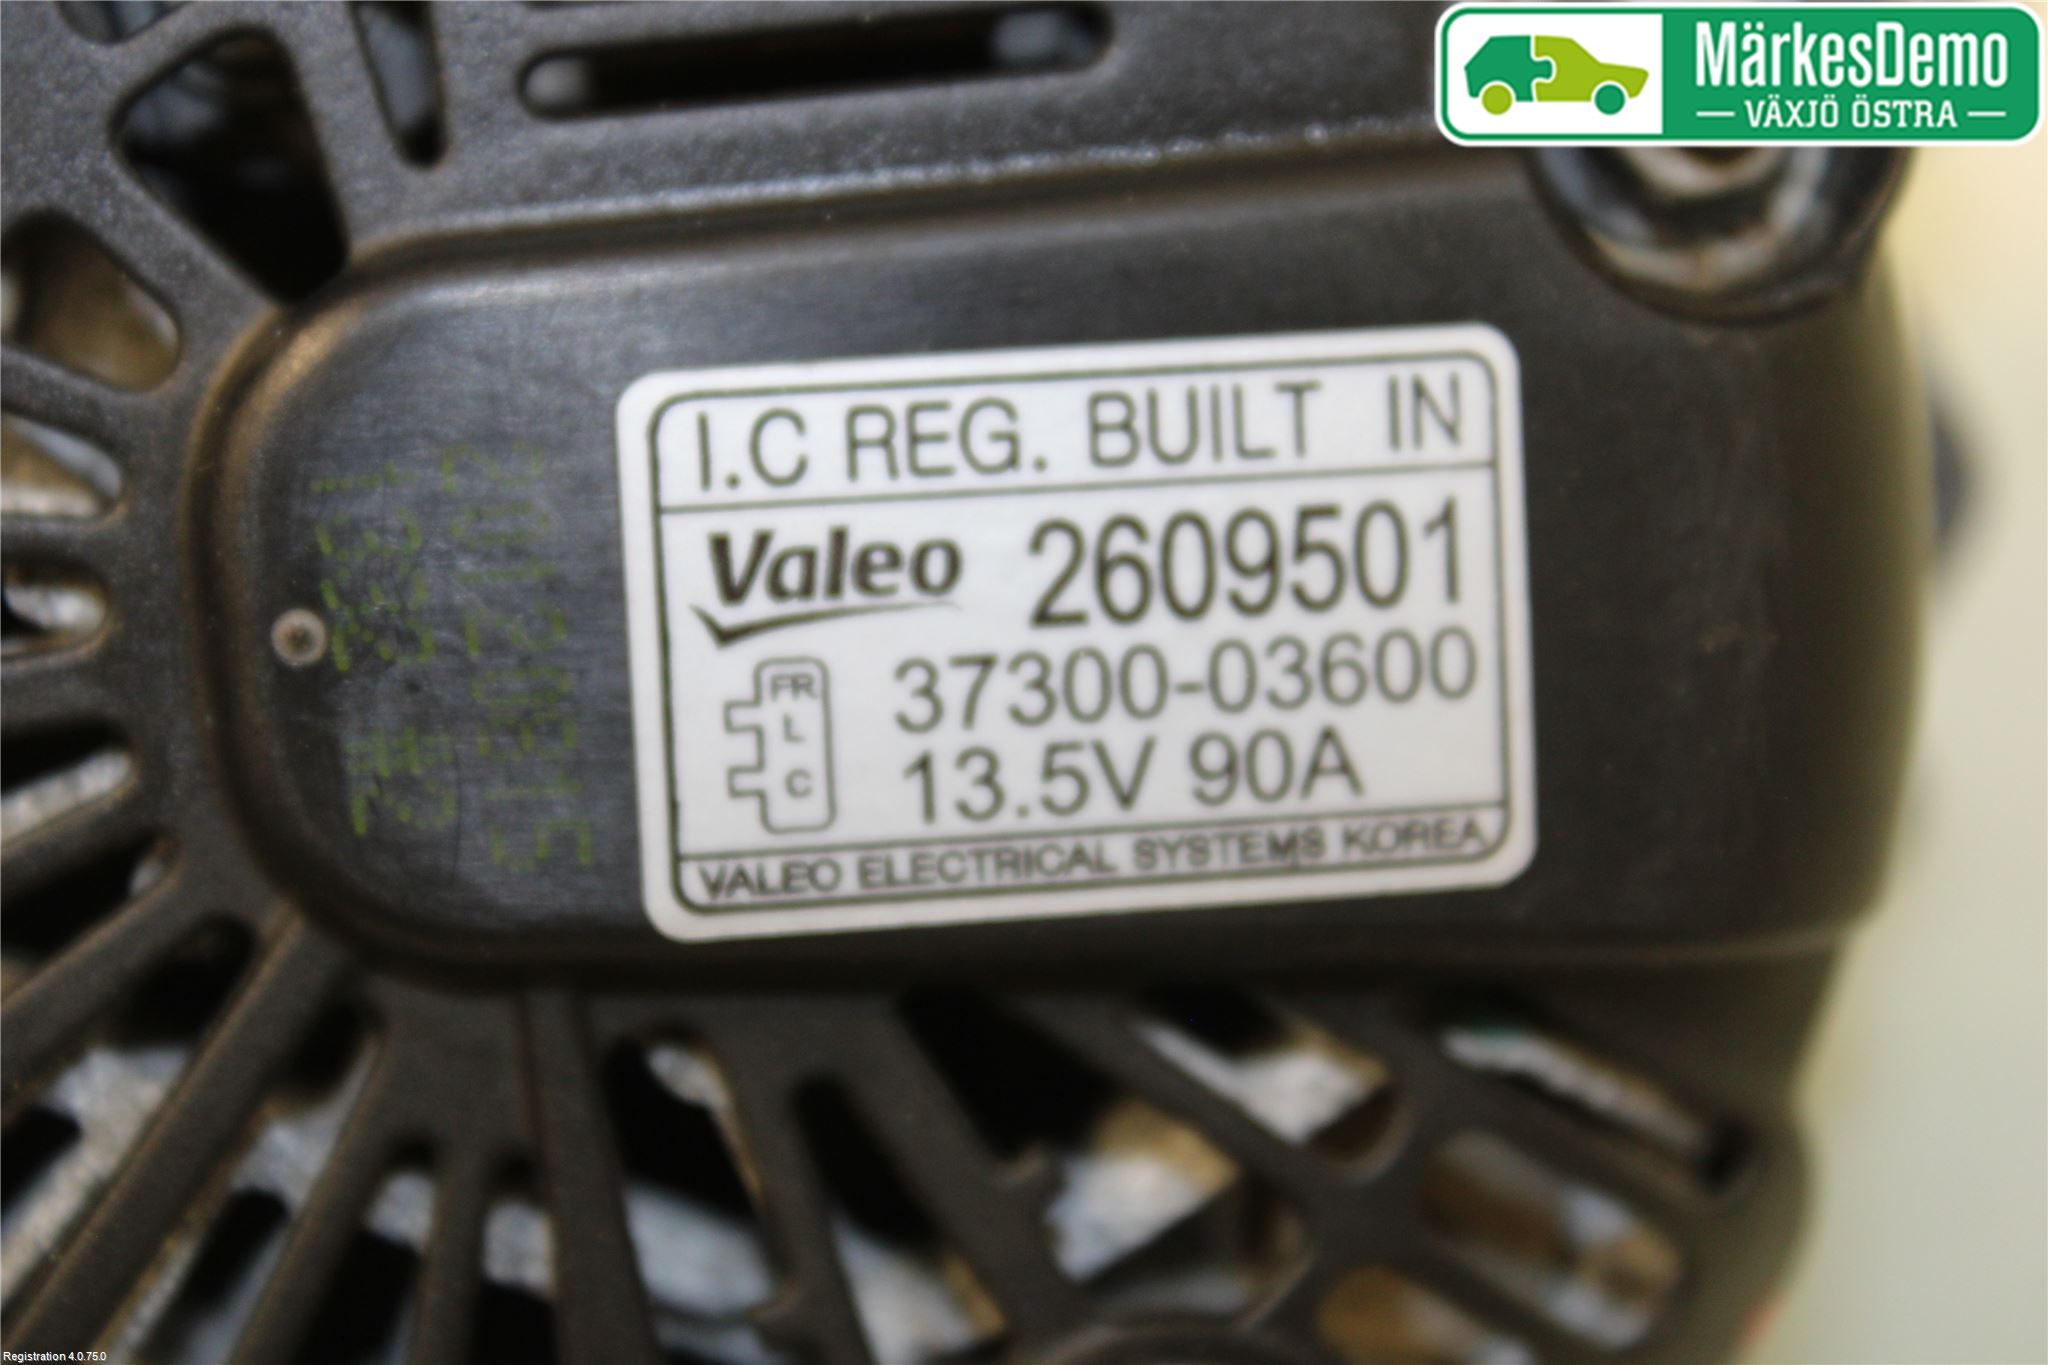 MärkesDemo
VÄXJÖ ÖSTRA
I.C REG. BUILT IN
Valeo 2609501
FR
L
C
37300-03600
13.5V 90A
VALEO ELECTRICAL SYSTEMS KOREA
20120915
Registration 4.0.75.0